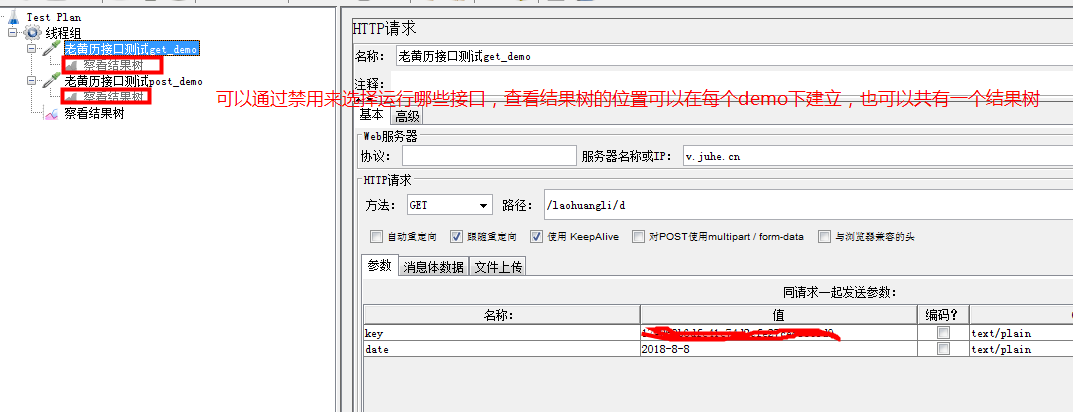 Test Plan
线程组
老黄历接口测试get_demo
察看结果树
老黄历接口测试post_demo
察看结果树
察看结果树
HTTP请求
名称： 老黄历接口测试get_demo
注释：
可以通过禁用来选择运行哪些接口，查看结果树的位置可以在每个demo下建立，也可以共有一个结果树
基本 高级
Web服务器
协议： 服务器名称或IP： v.juhe.cn
HTTP请求
方法： GET 路径： /laohuangli/d
自动重定向 跟随重定向 使用 KeepAlive 对POST使用multipart / form-data 与浏览器兼容的头
参数 消息体数据 文件上传
同请求一起发送参数：
名称： 值 编码？
key text/plain
date 2018-8-8 text/plain